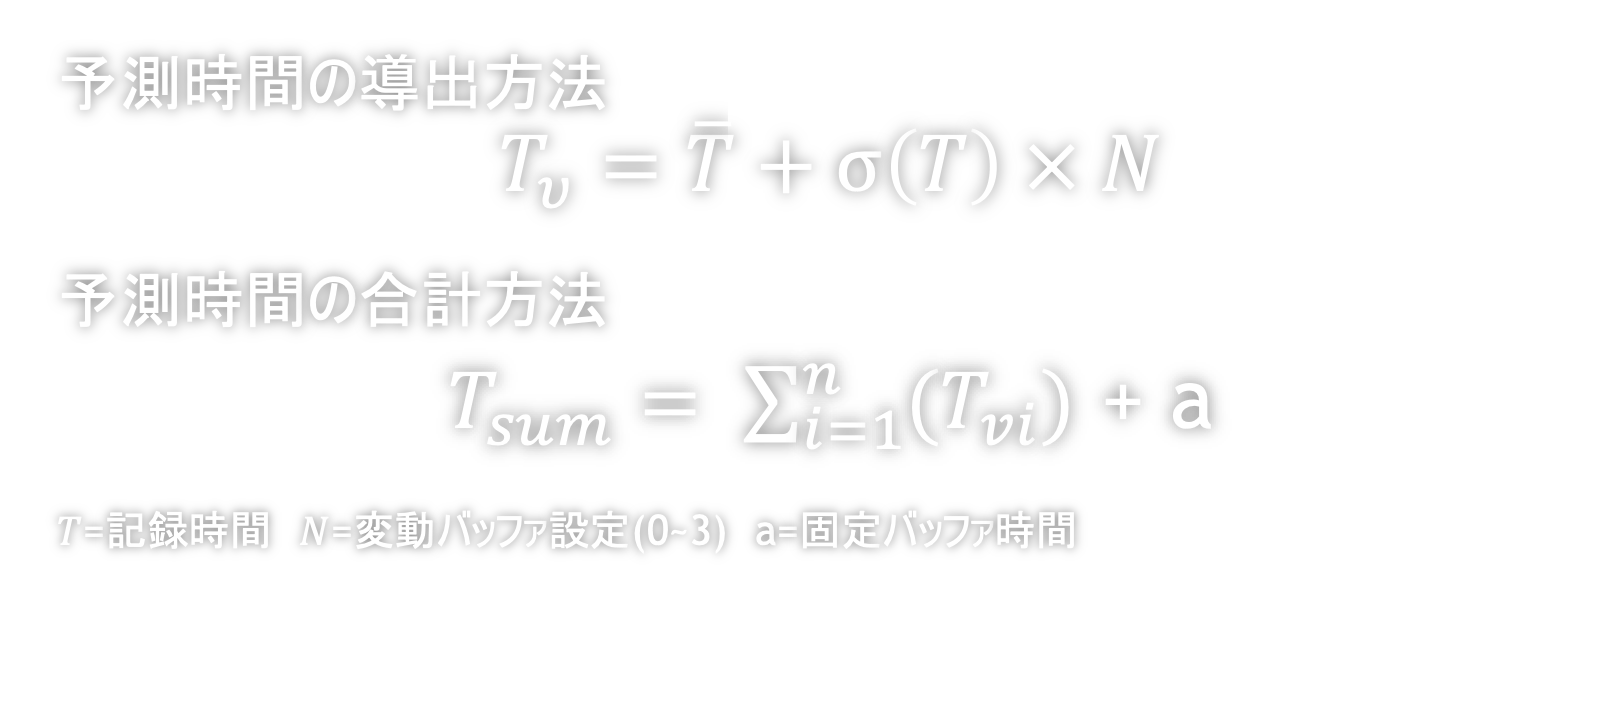 予測時間の導出方法
T_v = T̄ + σ(T) × N
予測時間の合計方法
T_sum = ∑_{i=1}^{n}(T_vi) + a
T=記録時間 N=変動バッファ設定(0~3) a=固定バッファ時間